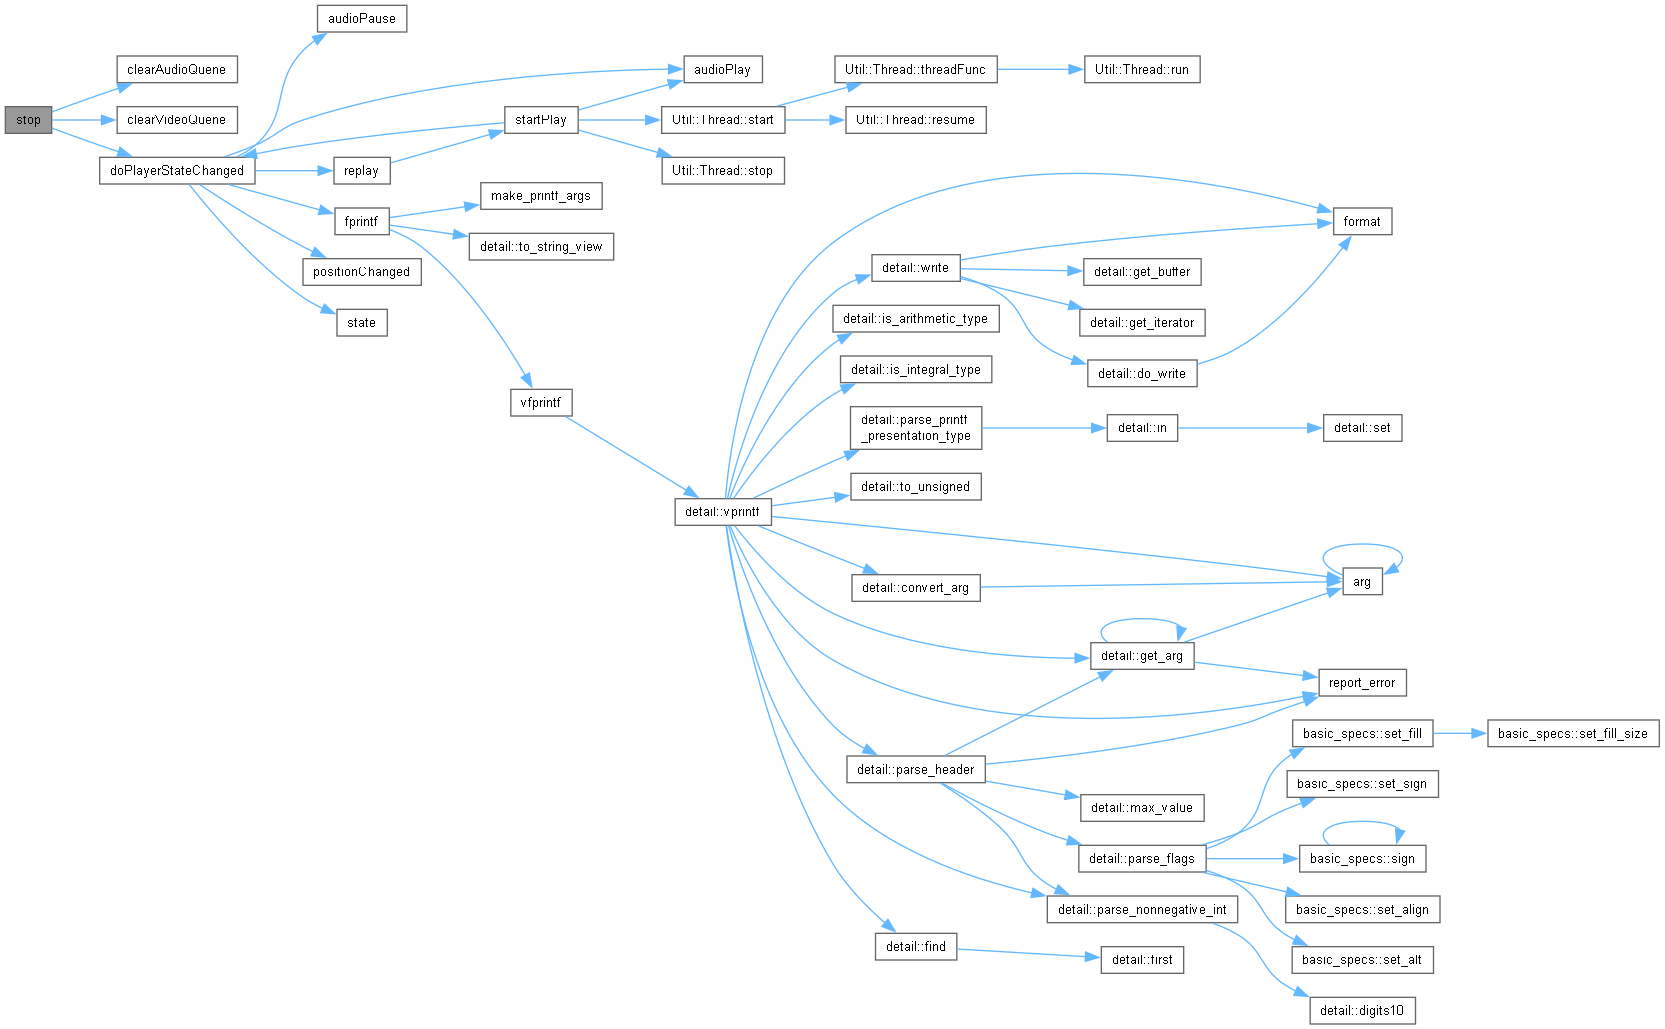 audioPause
clearAudioQuene
audioPlay
Util::Thread::threadFunc
Util::Thread::run
stop
clearVideoQuene
startPlay
Util::Thread::start
Util::Thread::resume
doPlayerStateChanged
replay
Util::Thread::stop
make_printf_args
fprintf
format
detail::to_string_view
positionChanged
detail::write
detail::get_buffer
state
detail::is_arithmetic_type
detail::get_iterator
detail::is_integral_type
detail::do_write
vfprintf
detail::parse_printf
_presentation_type
detail::in
detail::set
detail::to_unsigned
detail::vprintf
detail::convert_arg
arg
detail::get_arg
report_error
basic_specs::set_fill
basic_specs::set_fill_size
detail::parse_header
basic_specs::set_sign
detail::max_value
detail::parse_flags
basic_specs::sign
detail::parse_nonnegative_int
basic_specs::set_align
detail::find
detail::first
basic_specs::set_alt
detail::digits10